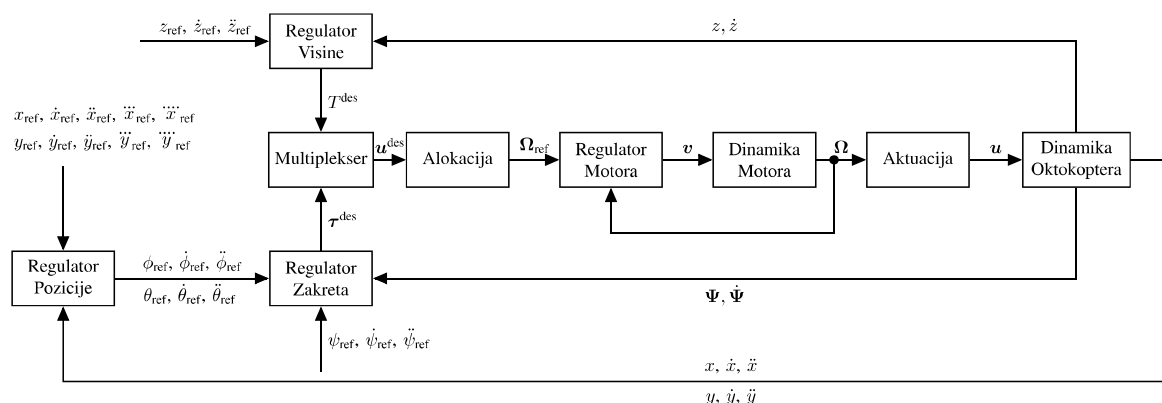 z_ref, ż_ref, z̈_ref
Regulator
Visine
z, ż
T^des
x_ref, ẋ_ref, ẍ_ref, x⃛_ref, x⃜_ref
y_ref, ẏ_ref, ÿ_ref, y⃛_ref, y⃜_ref
Multiplekser
u^des
Alokacija
Ω_ref
Regulator
Motora
v
Dinamika
Motora
Ω
Aktuacija
u
Dinamika
Oktokoptera
τ^des
Regulator
Pozicije
ϕ_ref, ϕ̇_ref, ϕ̈_ref
θ_ref, θ̇_ref, θ̈_ref
Regulator
Zakreta
Ψ, Ψ̇
ψ_ref, ψ̇_ref, ψ̈_ref
x, ẋ, ẍ
y, ẏ, ÿ